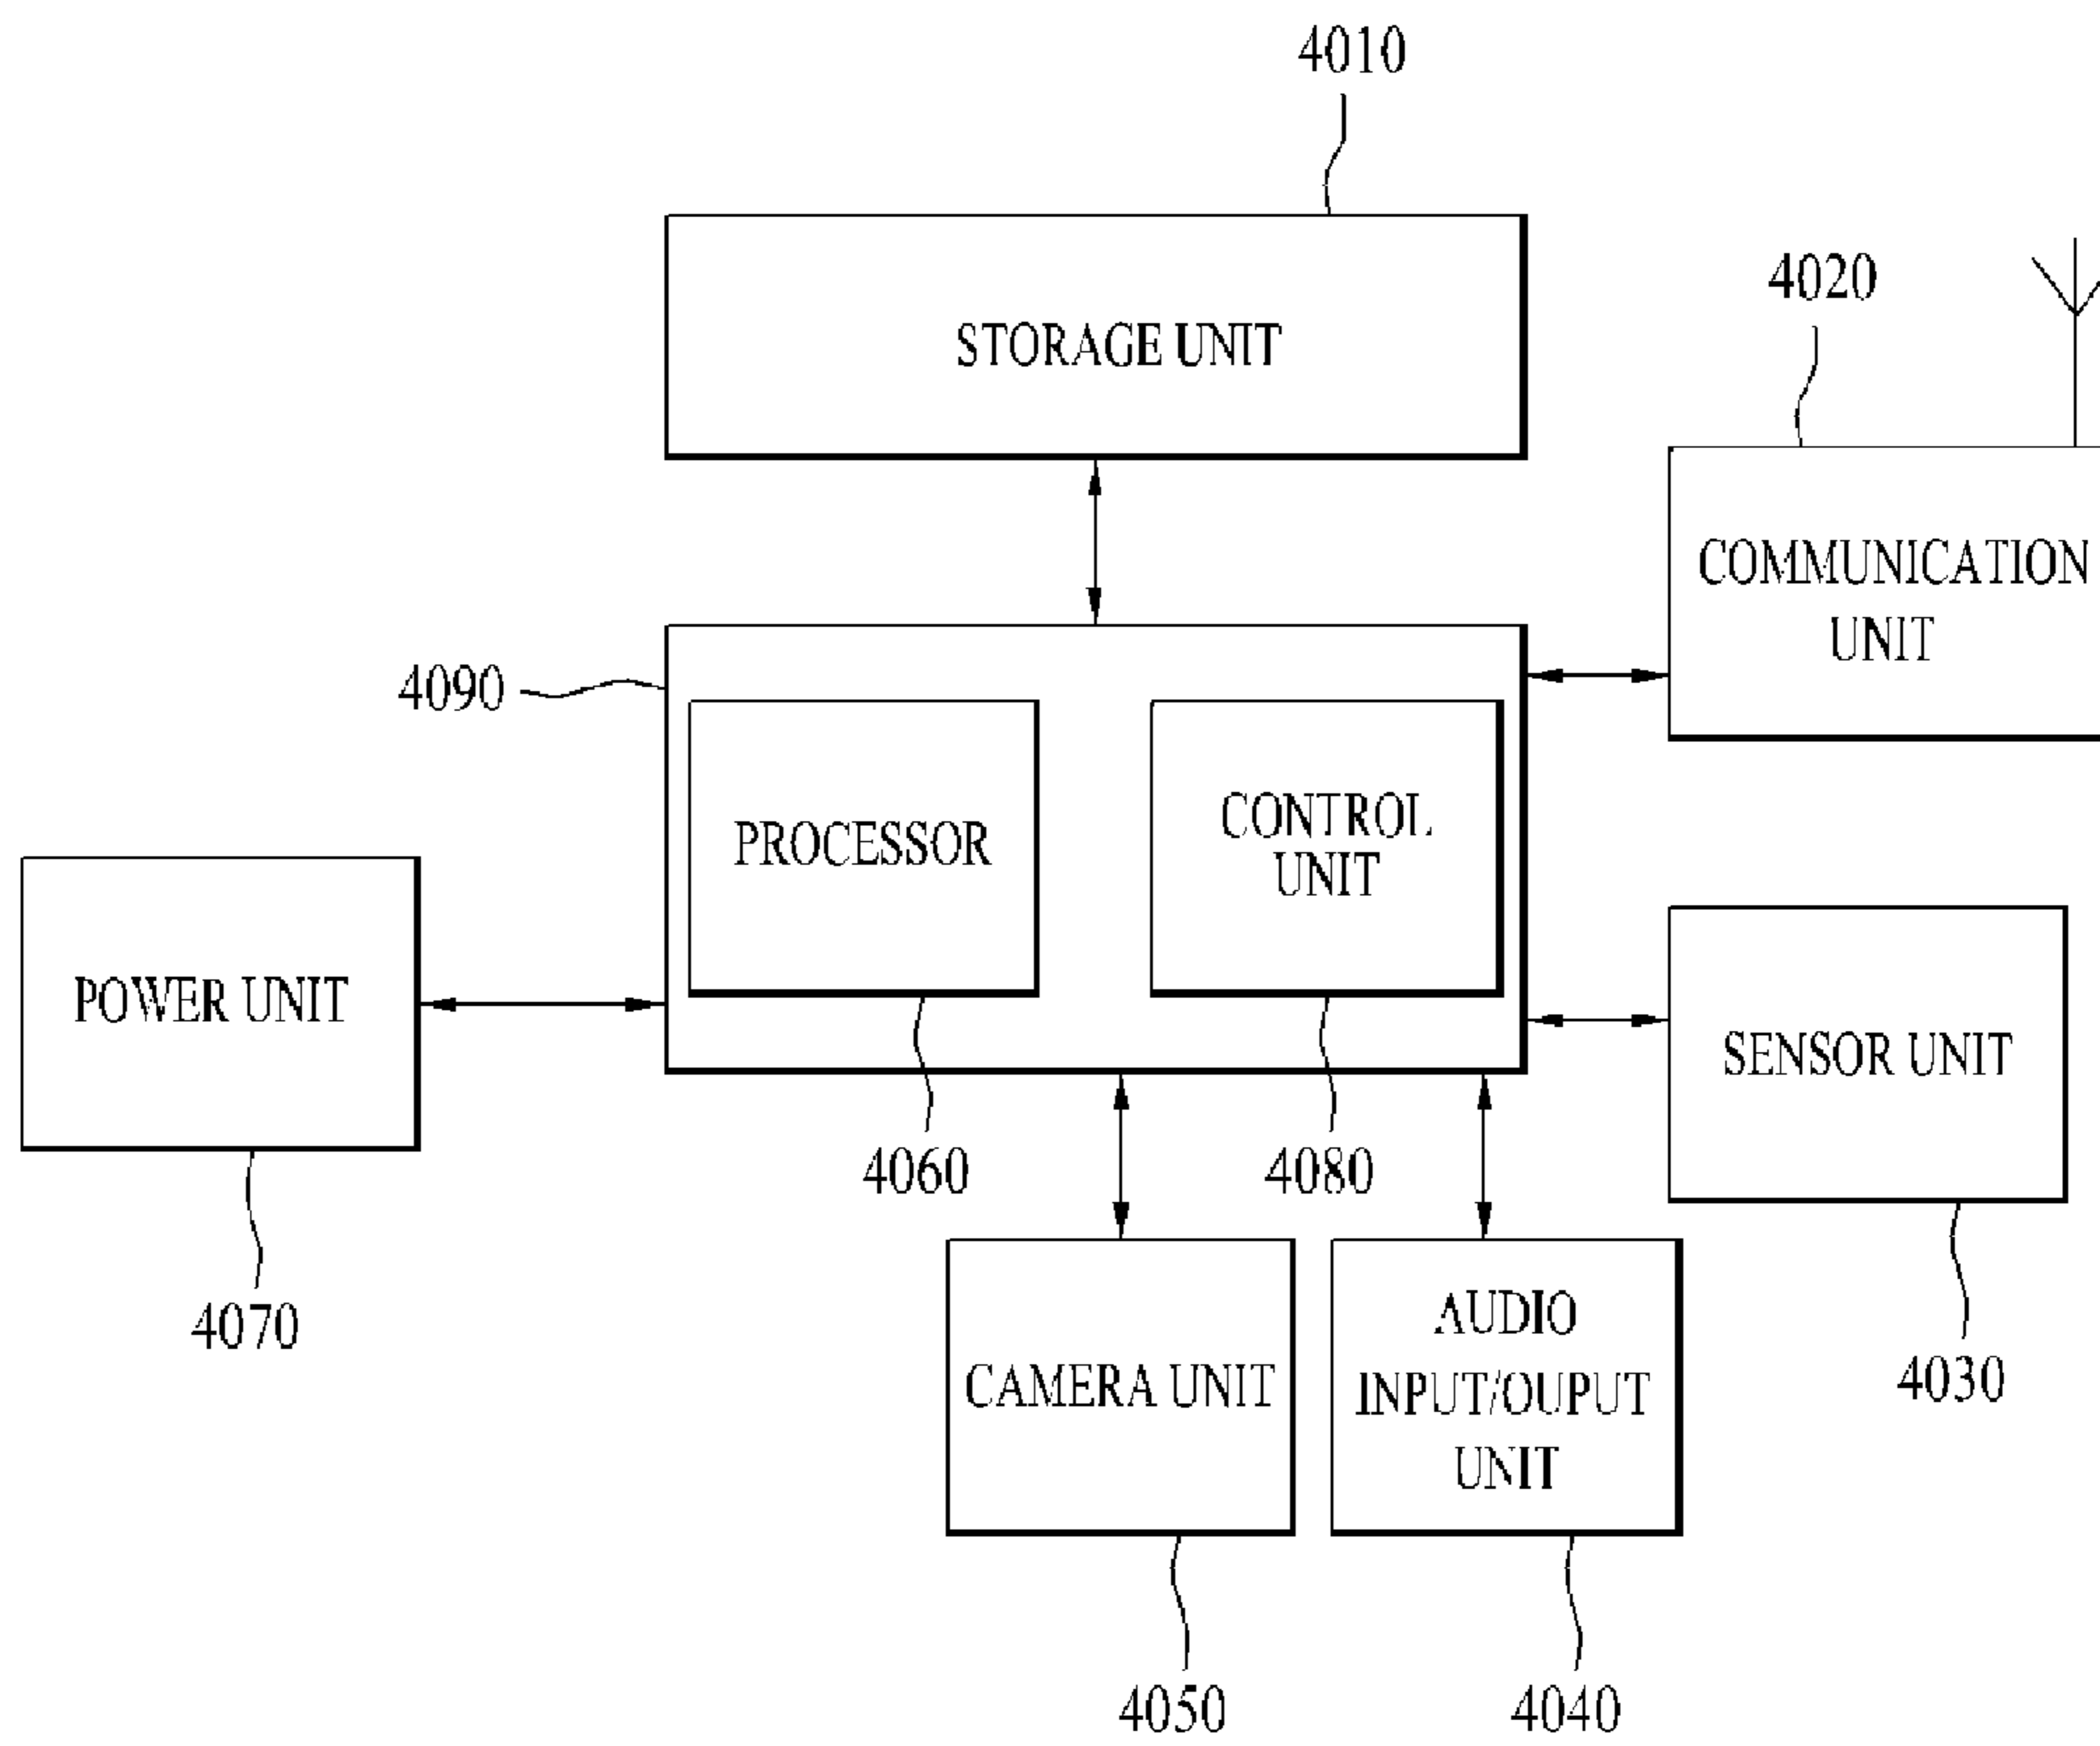 4010
STORAGE UNIT
4020
COMMUNICATION
UNIT
4090
PROCESSOR
CONTROL
UNIT
POWER UNIT
SENSOR UNIT
4060
4080
4070
CAMERA UNIT
AUDIO
INPUT/OUPUT
UNIT
4030
4050
4040